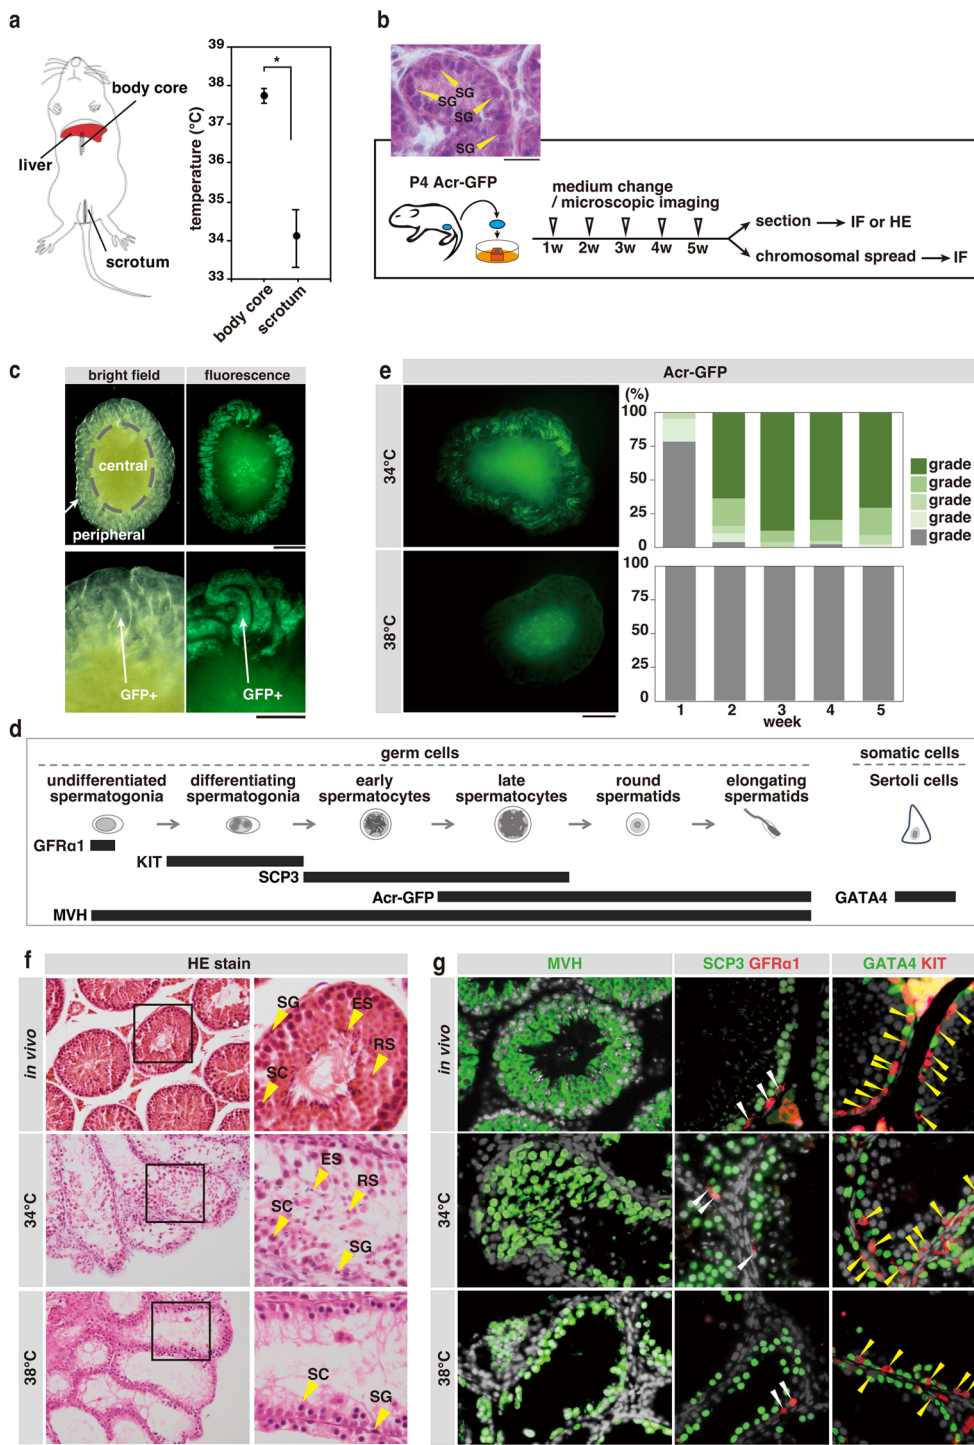 a
body core
liver
scrotum
temperature (°C)
39
38
37
36
35
34
33
*
body core
scrotum
b
SG
SG
SG
SG
P4 Acr-GFP
medium change
/ microscopic imaging
1w 2w 3w 4w 5w
section
IF or HE
chromosomal spread
IF
c
bright field
fluorescence
central
peripheral
GFP+
GFP+
e
Acr-GFP
34°C
38°C
(%)
100
75
50
25
0
100
75
50
25
0
1 2 3 4 5
week
grade
grade
grade
grade
grade
d
germ cells
somatic cells
undifferentiated
spermatogonia
differentiating
spermatogonia
early
spermatocytes
late
spermatocytes
round
spermatids
elongating
spermatids
Sertoli cells
GFRα1
KIT
SCP3
Acr-GFP
GATA4
MVH
f
HE stain
in vivo
34°C
38°C
SG
ES
RS
SC
ES
RS
SC
SG
SC
SG
g
MVH
SCP3 GFRα1
GATA4 KIT
in vivo
34°C
38°C